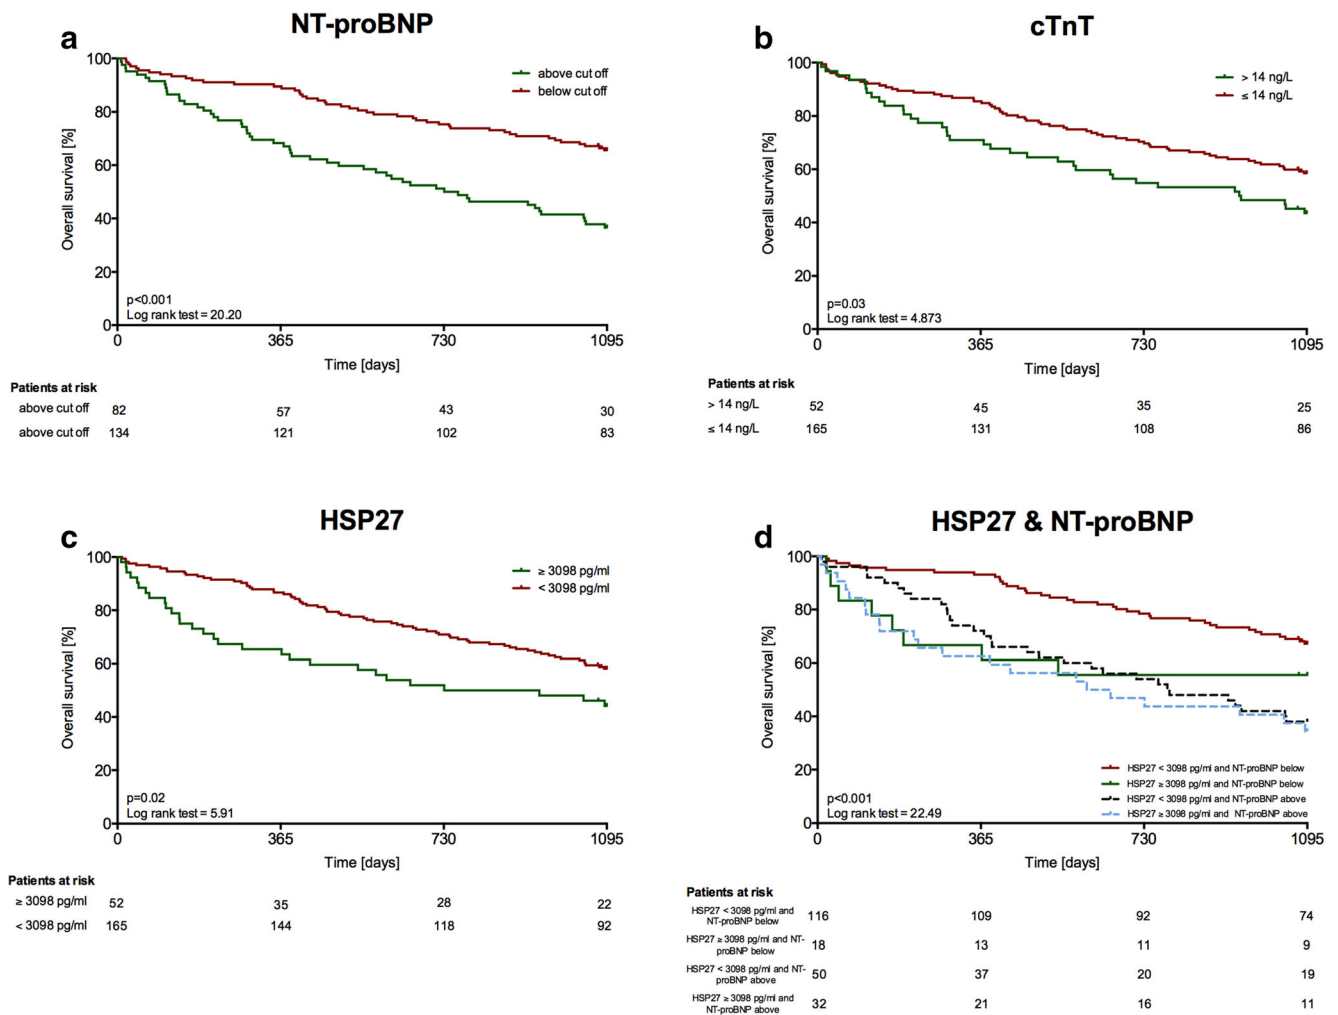 a
NT-proBNP
100
80
60
40
20
0
Overall survival [%]
above cut off
below cut off
p<0.001
Log rank test = 20.20
0 365 730 1095
Time [days]
Patients at risk
above cut off 82 57 43 30
above cut off 134 121 102 83
b
cTnT
100
80
60
40
20
0
Overall survival [%]
> 14 ng/L
≤ 14 ng/L
p=0.03
Log rank test = 4.873
0 365 730 1095
Time [days]
Patients at risk
> 14 ng/L 52 45 35 25
≤ 14 ng/L 165 131 108 86
c
HSP27
100
80
60
40
20
0
Overall survival [%]
≥ 3098 pg/ml
< 3098 pg/ml
p=0.02
Log rank test = 5.91
0 365 730 1095
Time [days]
Patients at risk
≥ 3098 pg/ml 52 35 28 22
< 3098 pg/ml 165 144 118 92
d
HSP27 & NT-proBNP
100
80
60
40
20
0
Overall survival [%]
HSP27 < 3098 pg/ml and NT-proBNP below
HSP27 ≥ 3098 pg/ml and NT-proBNP below
HSP27 < 3098 pg/ml and NT-proBNP above
HSP27 ≥ 3098 pg/ml and NT-proBNP above
p<0.001
Log rank test = 22.49
0 365 730 1095
Time [days]
Patients at risk
HSP27 < 3098 pg/ml and
NT-proBNP below 116 109 92 74
HSP27 ≥ 3098 pg/ml and NT-
proBNP below 18 13 11 9
HSP27 < 3098 pg/ml and NT-
proBNP above 50 37 20 19
HSP27 ≥ 3098 pg/ml and
NT-proBNP above 32 21 16 11